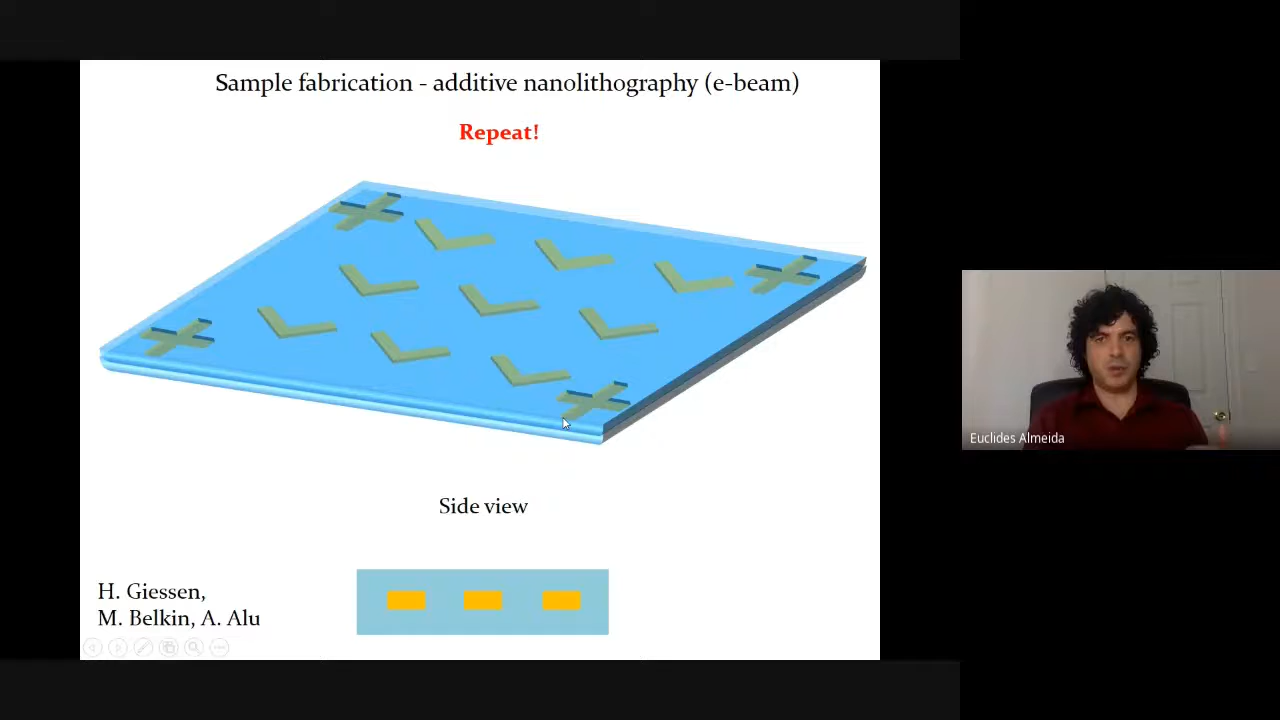 Sample fabrication - additive nanolithography (e-beam)
Repeat!
Side view
H. Giessen,
M. Belkin, A. Alu
Euclides Almeida